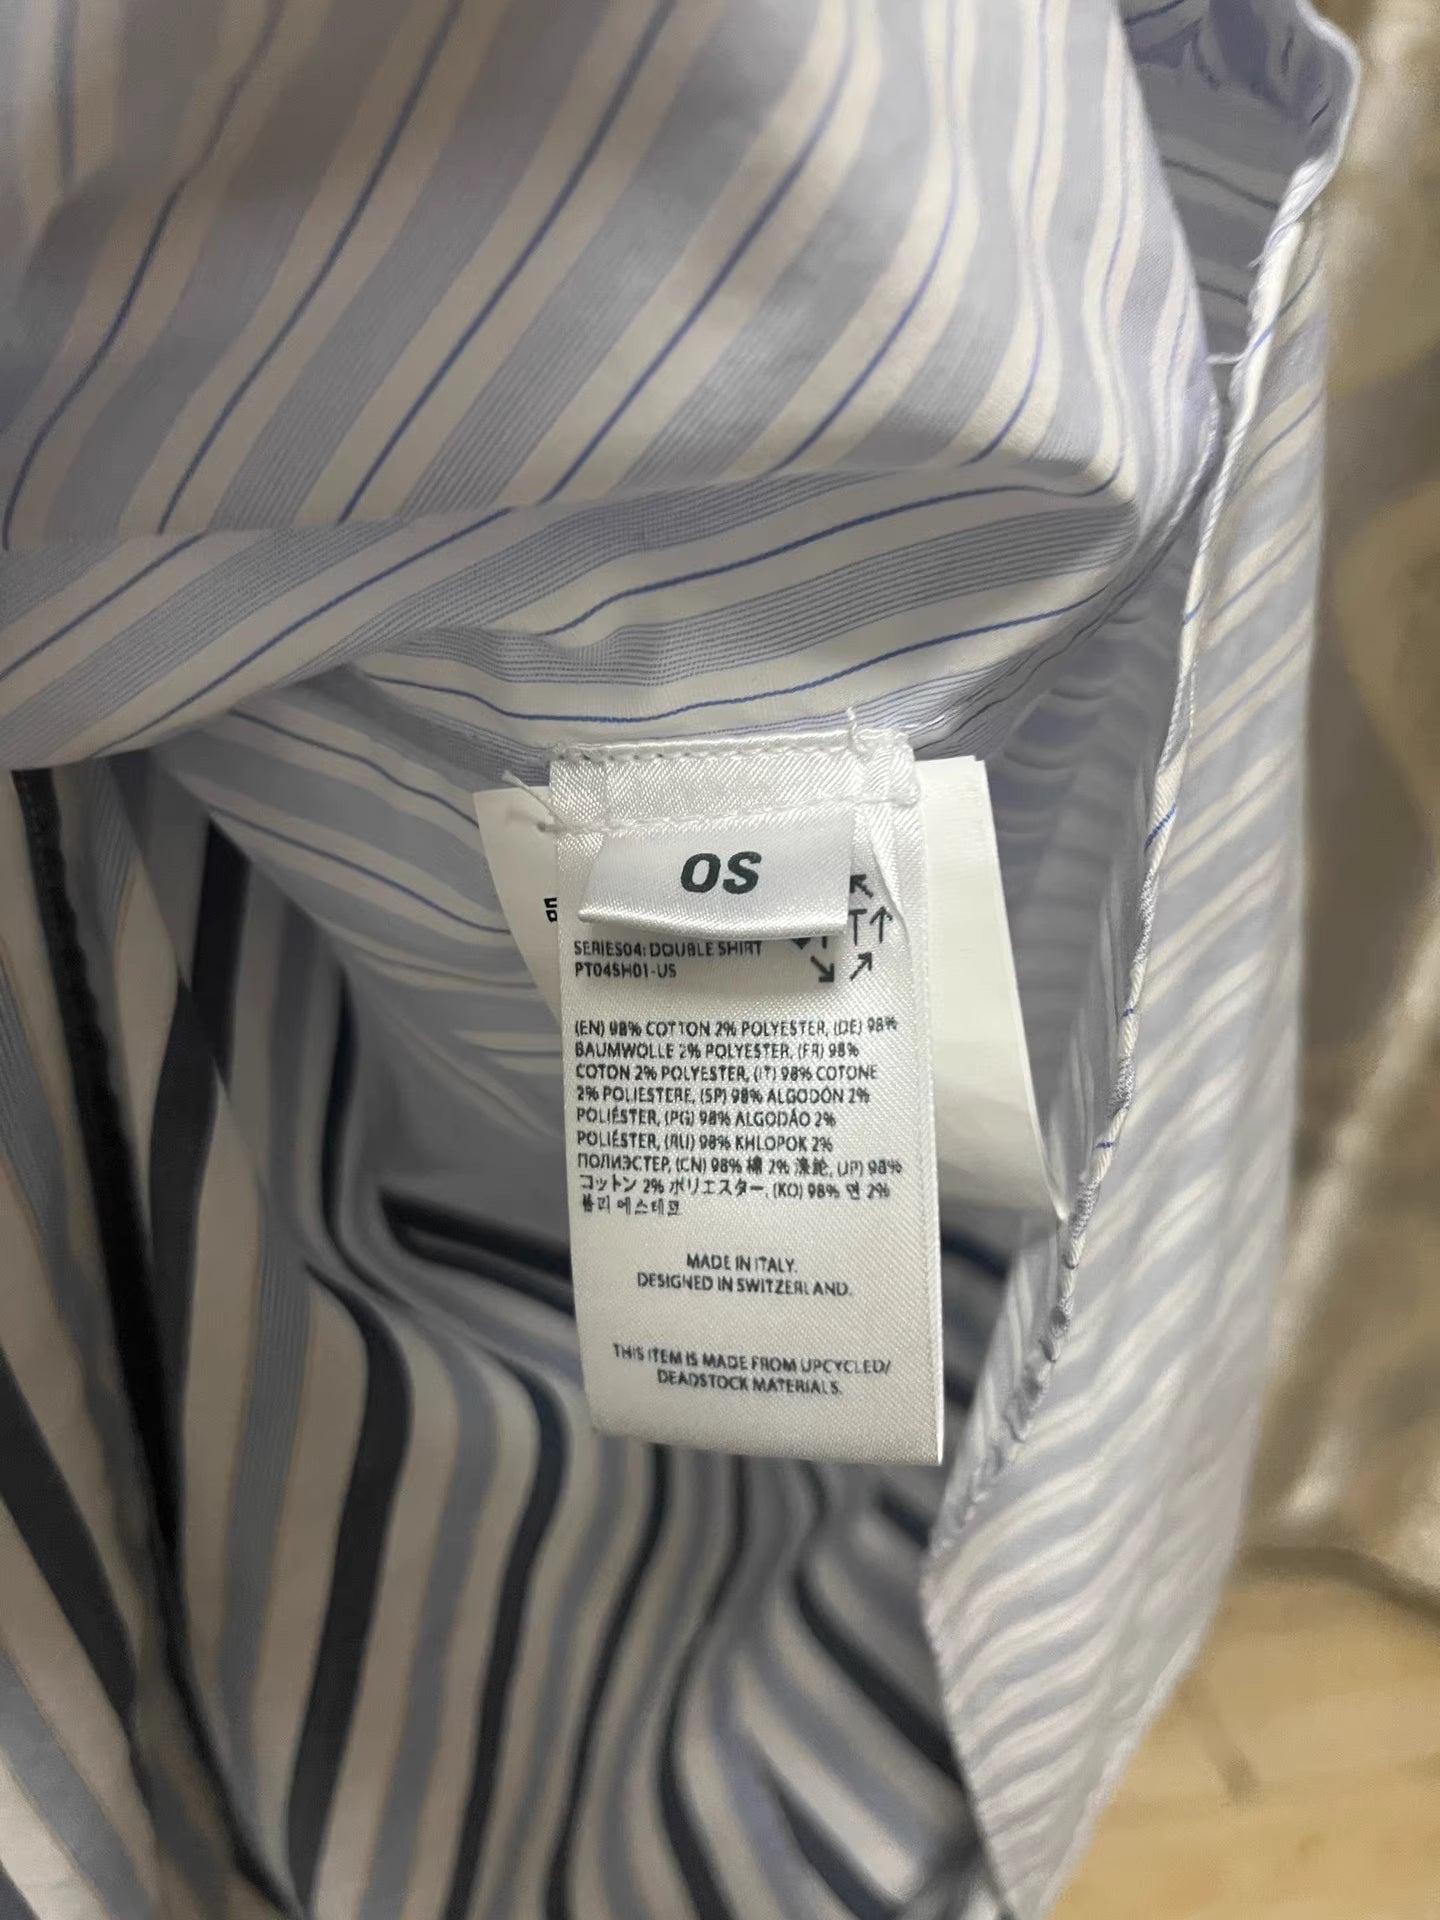 OS
SERIES04: DOUBLE SHIRT
PT04SH01-US
(EN) 98% COTTON 2% POLYESTER, (DE) 98%
BAUMWOLLE 2% POLYESTER, (FR) 98%
COTON 2% POLYESTER, (IT) 98% COTONE
2% POLIESTERE, (SP) 98% ALGODÓN 2%
POLIÉSTER, (PG) 98% ALGODÃO 2%
POLIÉSTER, (RU) 98% KHLOPOK 2%
ПОЛИЭСТЕР, (CN) 98% 棉 2% 涤纶, (JP) 98%
コットン 2% ポリエステー, (KO) 98% 면 2%
에스테르
MADE IN ITALY.
DESIGNED IN SWITZERLAND.
THIS ITEM IS MADE FROM UPCYCLED/
DEADSTOCK MATERIALS.